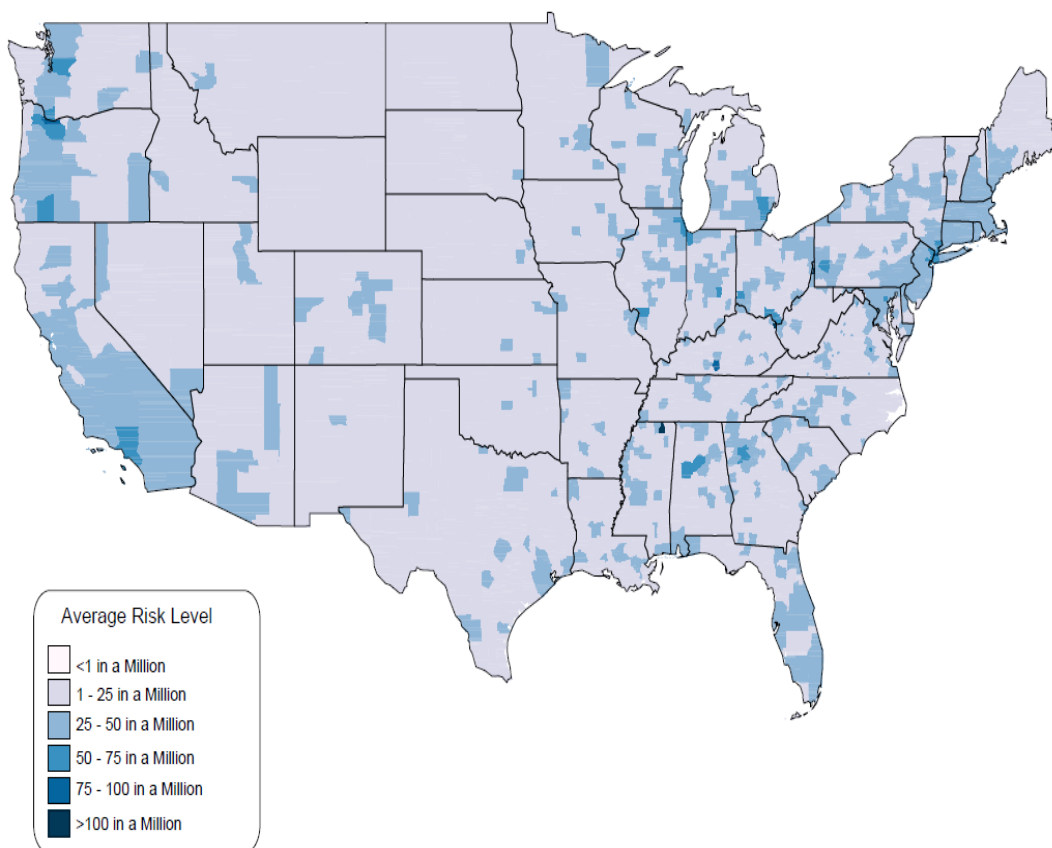 Average Risk Level
<1 in a Million
1 - 25 in a Million
25 - 50 in a Million
50 - 75 in a Million
75 - 100 in a Million
>100 in a Million